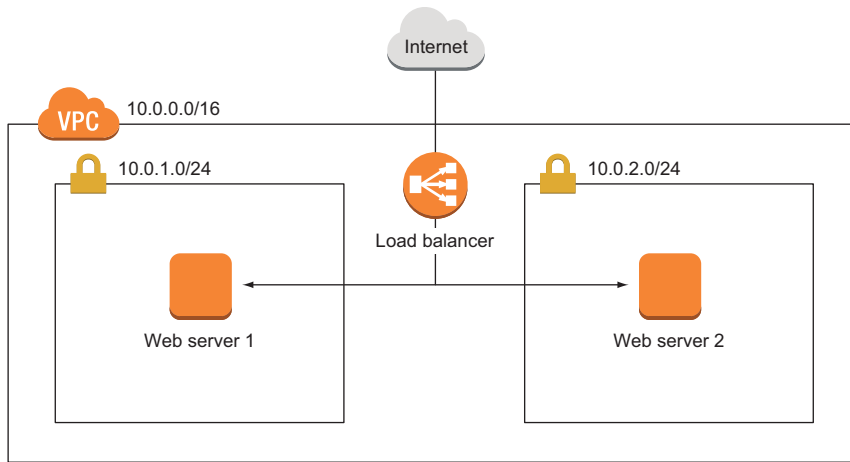 Internet
VPC
10.0.0.0/16
10.0.1.0/24
10.0.2.0/24
Load balancer
Web server 1
Web server 2